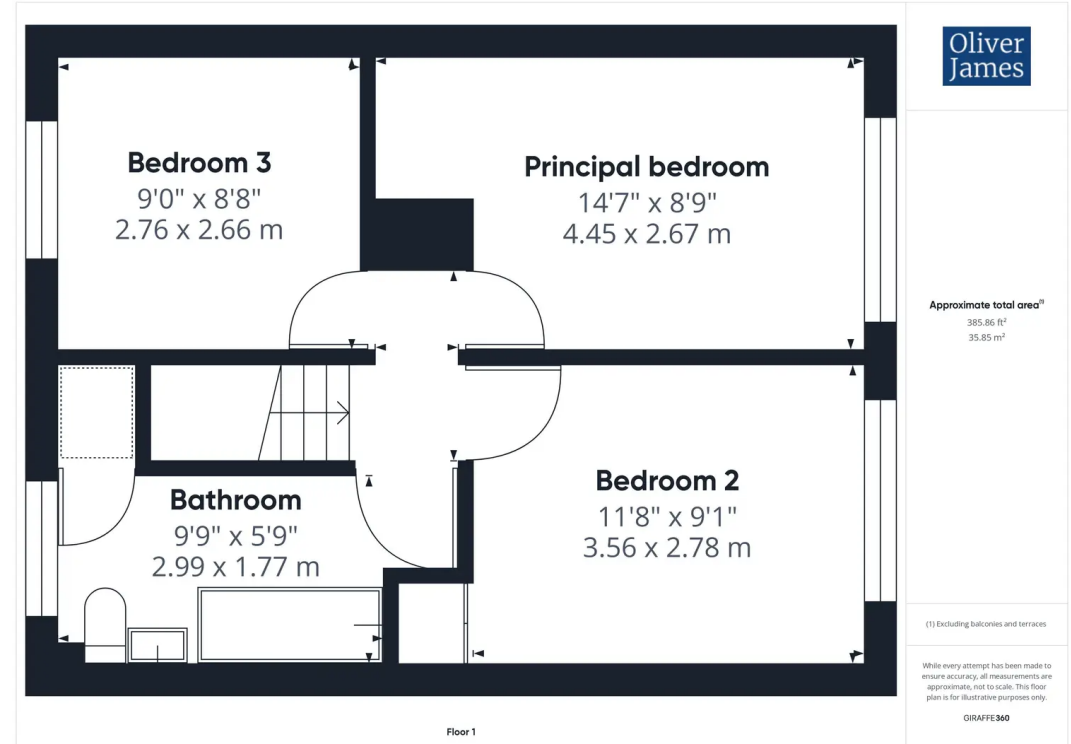 Bedroom 3
9'0" x 8'8"
2.76 x 2.66 m
Principal bedroom
14'7" x 8'9"
4.45 x 2.67 m
Bathroom
9'9" x 5'9"
2.99 x 1.77 m
Bedroom 2
11'8" x 9'1"
3.56 x 2.78 m
Floor 1
Oliver
James
Approximate total area⁽¹⁾
385.86 ft²
35.85 m²
(1) Excluding balconies and terraces
While every attempt has been made to
ensure accuracy, all measurements are
approximate, not to scale. This floor
plan is for illustrative purposes only.
GIRAFFE360